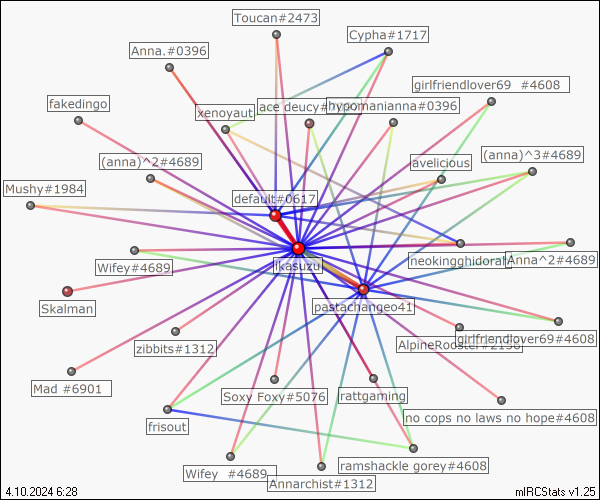 Toucan#2473
Cypha#1717
Anna.#0396
girlfriendlover69 #4608
fakedingo
xenoyaut
ace deucy#
hypomanianna#0396
(anna)^2#4689
avelicious
(anna)^3#4689
Mushy#1984
default#0617
Wifey#4689
ikasuzu
neokingghidorah
Anna^2#4689
Skalman
pastachangeo41
zibbits#1312
AlpineRooster#2198
girlfriendlover69#4608
Mad #6901
Soxy Foxy#5076
rattgaming
no cops no laws no hope#4608
frisout
Wifey #4689
Annarchist#1312
ramshackle gorey#4608
4.10.2024 6:28
mIRCStats v1.25